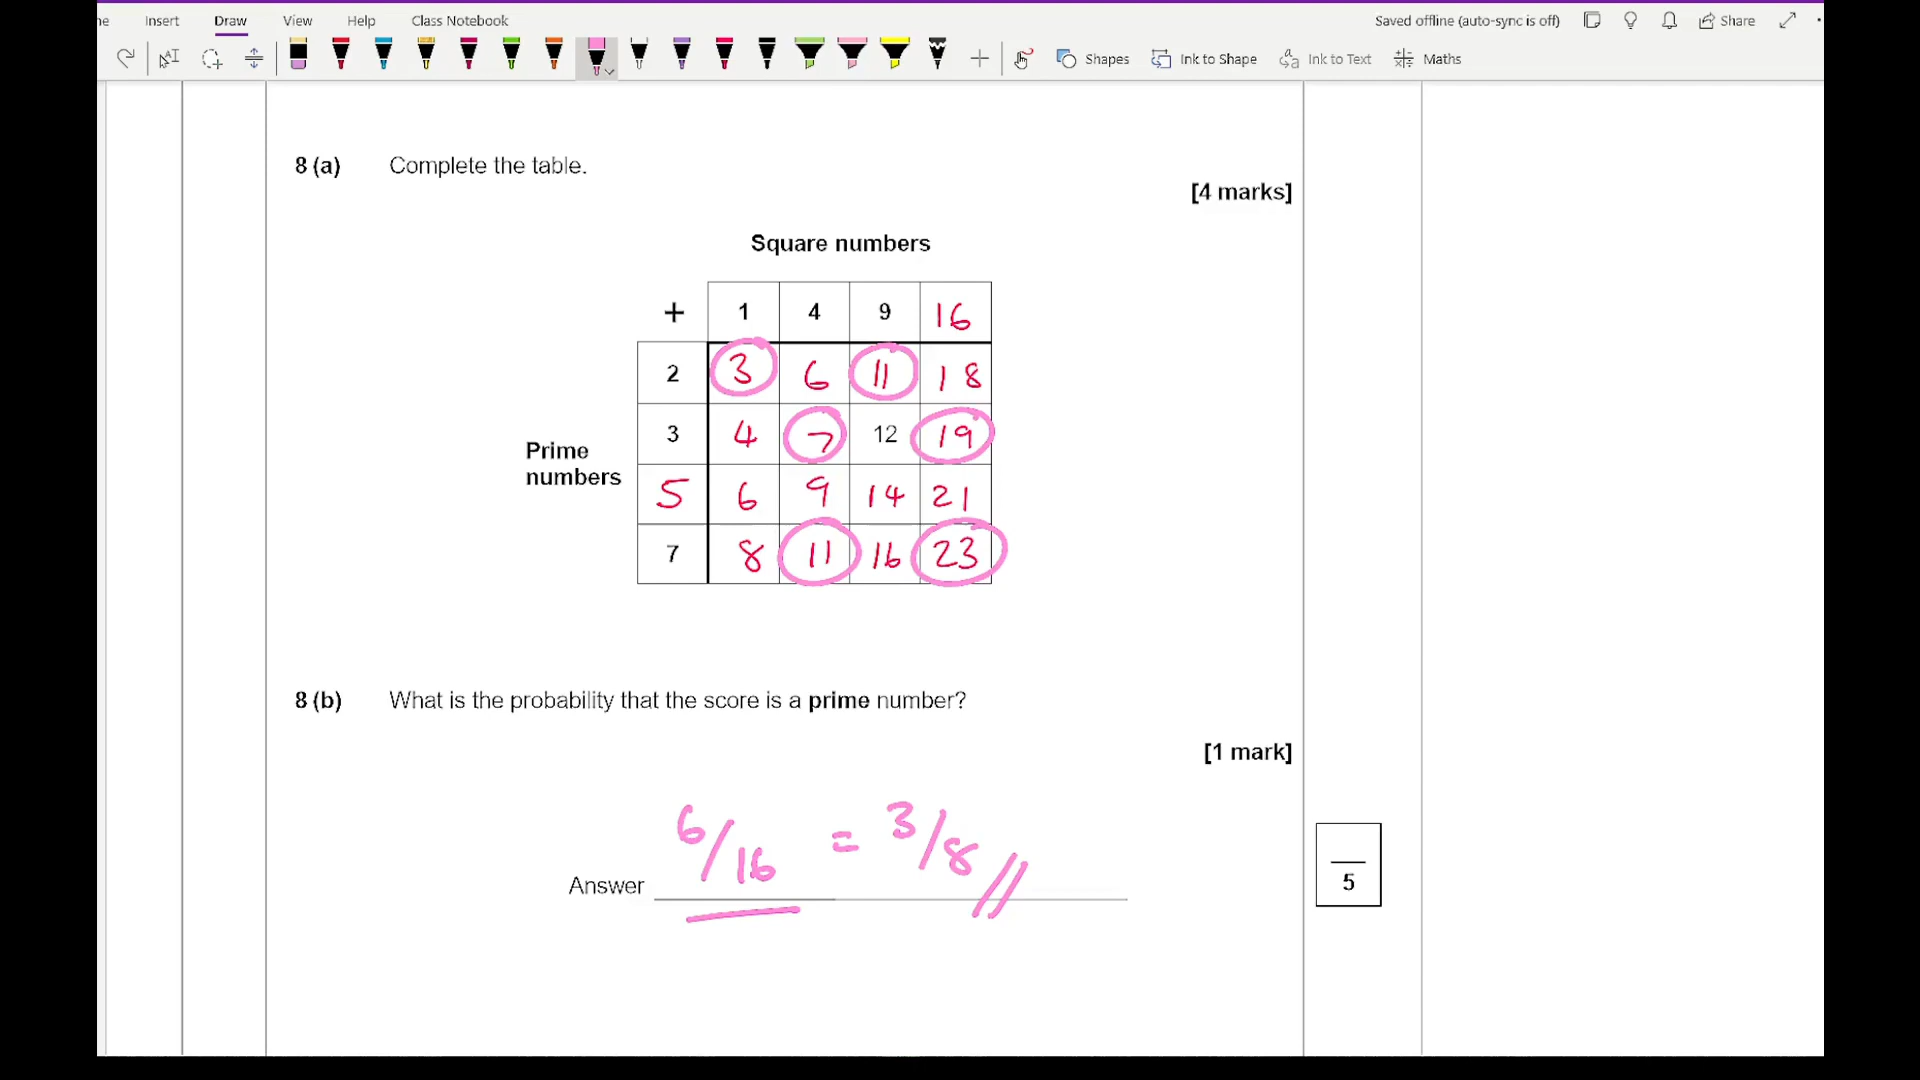 Insert Draw View Help Class Notebook Saved offline (auto-sync is off) Share
Shapes Ink to Shape Ink to Text Maths
8 (a) Complete the table.
[4 marks]
Square numbers
+ 1 4 9 16
2 3 6 11 18
3 4 7 12 19
Prime numbers
5 6 9 14 21
7 8 11 16 23
8 (b) What is the probability that the score is a prime number?
[1 mark]
Answer 6/16 = 3/8 //
5